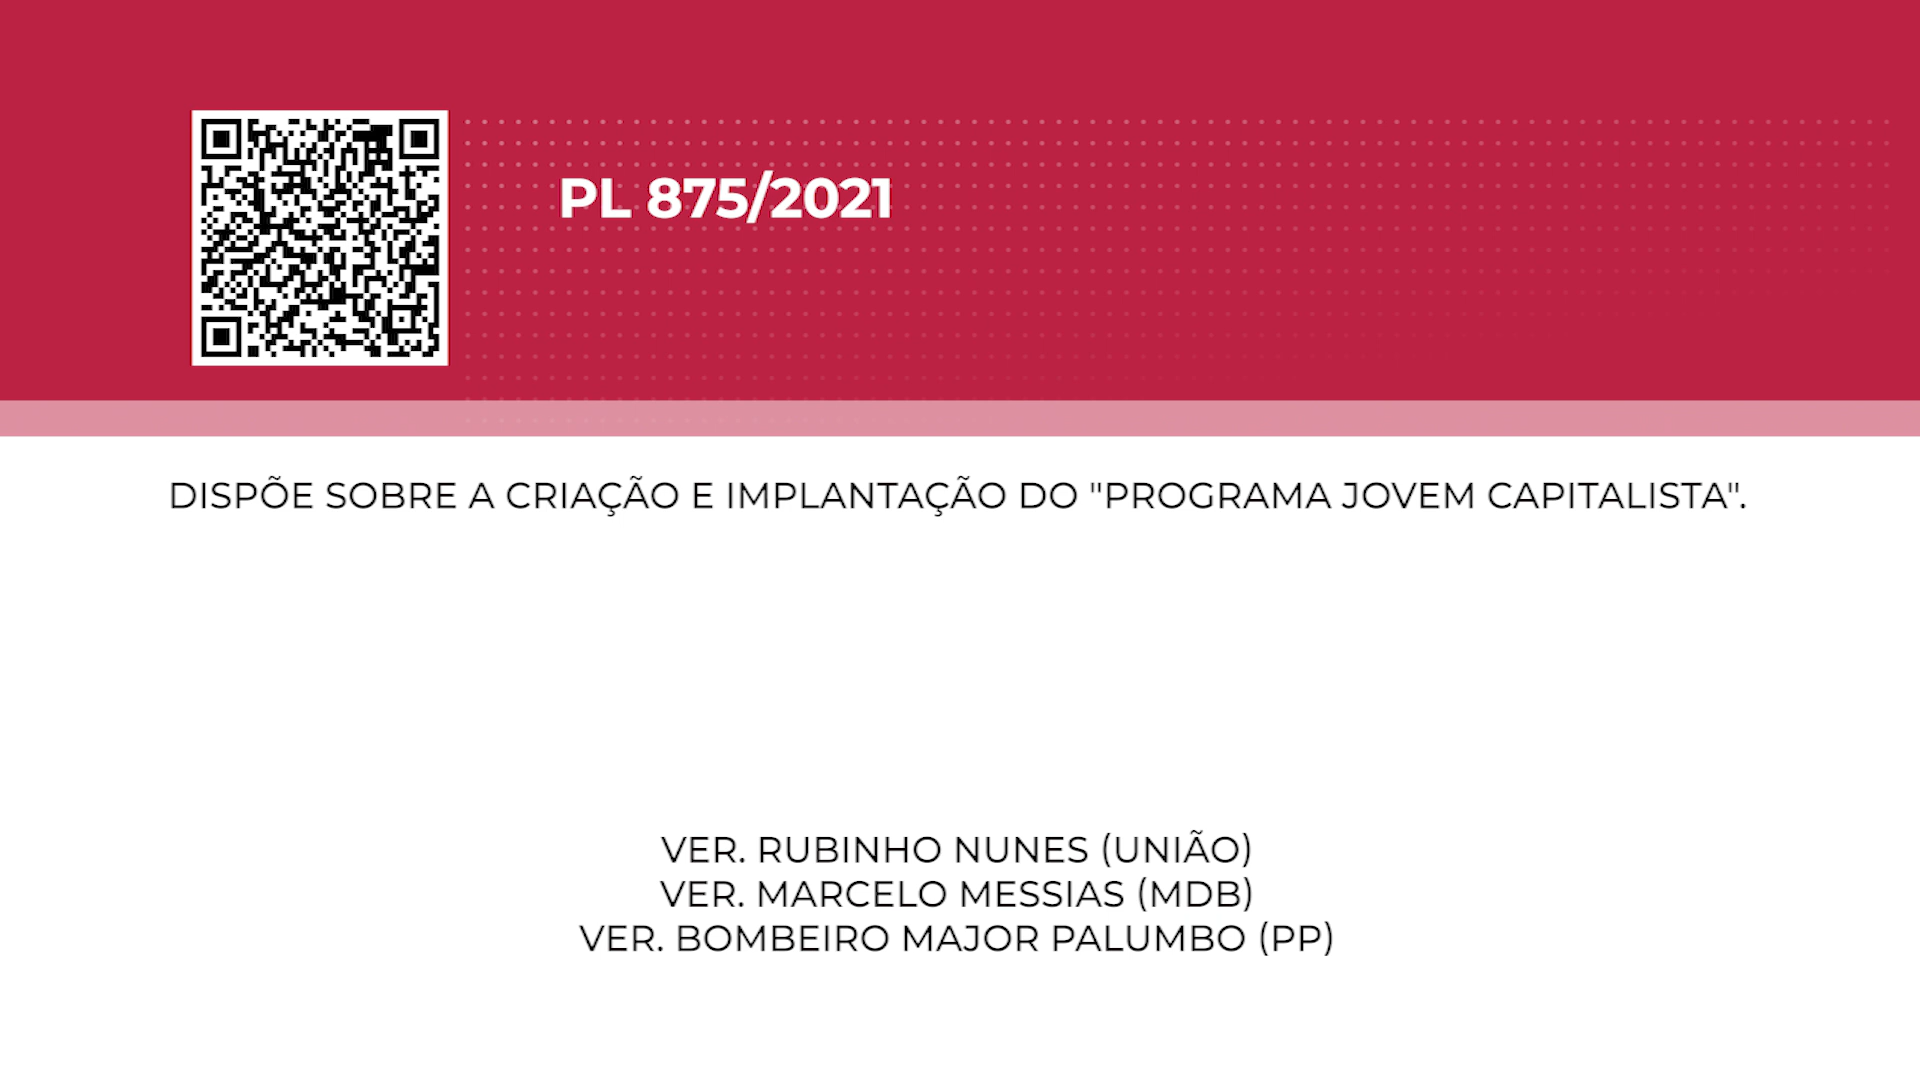 PL 875/2021
DISPÕE SOBRE A CRIAÇÃO E IMPLANTAÇÃO DO "PROGRAMA JOVEM CAPITALISTA".
VER. RUBINHO NUNES (UNIÃO)
VER. MARCELO MESSIAS (MDB)
VER. BOMBEIRO MAJOR PALUMBO (PP)